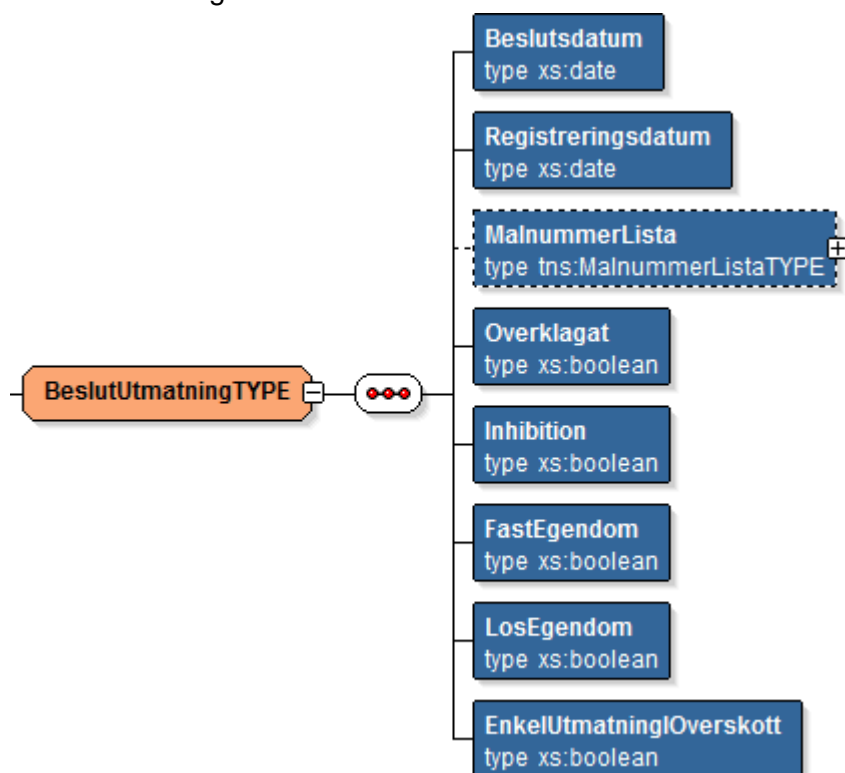 BeslutUtmatningTYPE
Beslutsdatum
type xs:date
Registreringsdatum
type xs:date
MalnummerLista
type tns:MalnummerListaTYPE
Overklagat
type xs:boolean
Inhibition
type xs:boolean
FastEgendom
type xs:boolean
LosEgendom
type xs:boolean
EnkelUtmatningIOverskott
type xs:boolean